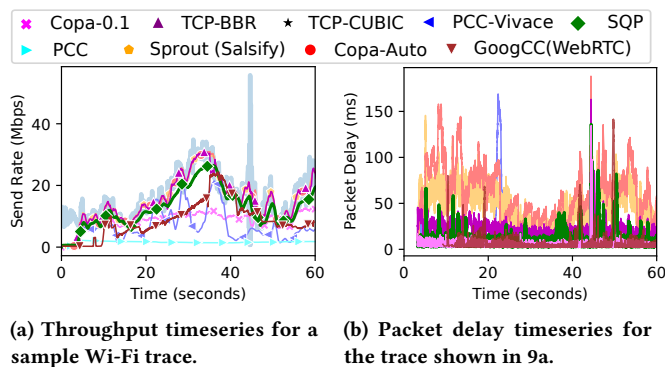 Copa-0.1 TCP-BBR TCP-CUBIC PCC-Vivace SQP
PCC Sprout (Salsify) Copa-Auto GoogCC(WebRTC)
Send Rate (Mbps)
40
20
0
0 20 40 60
Time (seconds)
Packet Delay (ms)
150
100
50
0
0 20 40 60
Time (seconds)
(a) Throughput timeseries for a
sample Wi-Fi trace.
(b) Packet delay timeseries for
the trace shown in 9a.